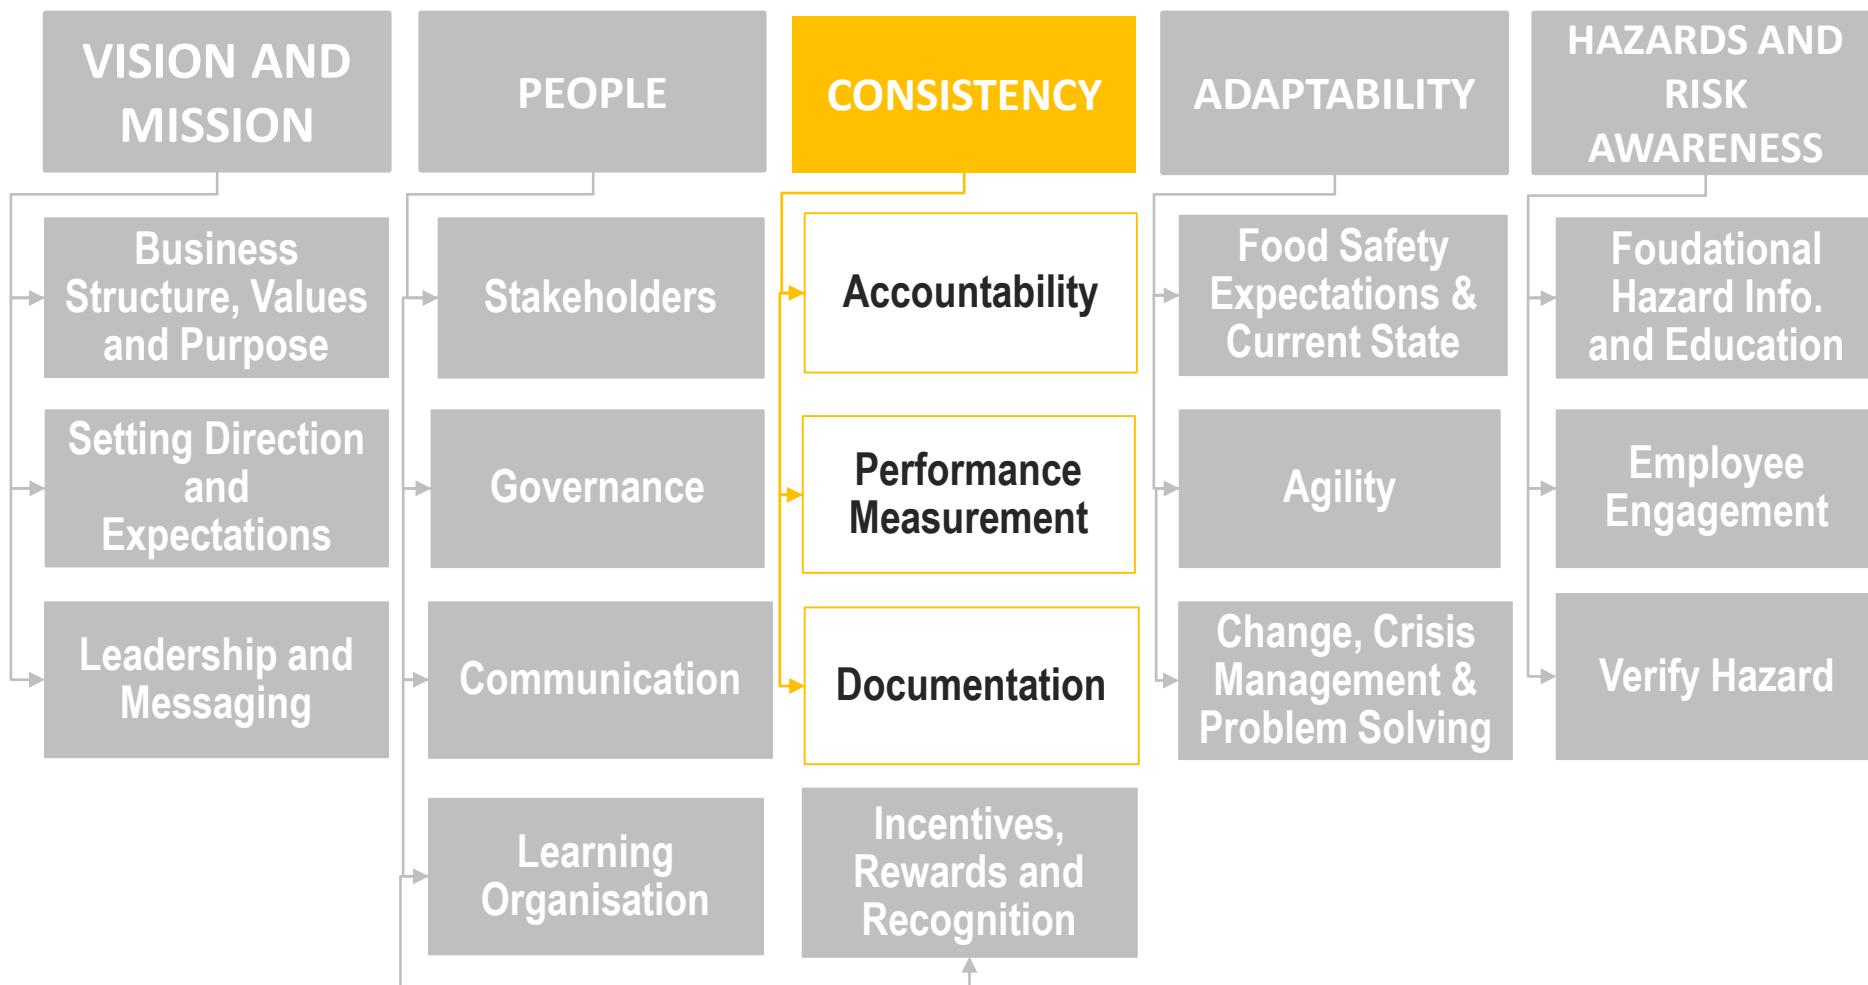 VISION AND
MISSION
PEOPLE
CONSISTENCY
ADAPTABILITY
HAZARDS AND
RISK
AWARENESS
Business
Structure, Values
and Purpose
Stakeholders
Accountability
Food Safety
Expectations &
Current State
Foudational
Hazard Info.
and Education
Setting Direction
and
Expectations
Governance
Performance
Measurement
Agility
Employee
Engagement
Leadership and
Messaging
Communication
Documentation
Change, Crisis
Management &
Problem Solving
Verify Hazard
Learning
Organisation
Incentives,
Rewards and
Recognition